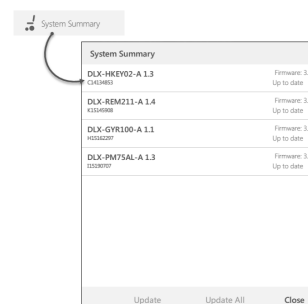 System Summary
System Summary
DLX-HKEY02-A 1.3
Firmware: 3.
C14134853
Up to date
DLX-REM211-A 1.4
Firmware: 3.
K15145908
Up to date
DLX-GYR100-A 1.1
Firmware: 3.
H15162297
Up to date
DLX-PM75AL-A 1.3
Firmware: 3.
I15190707
Up to date
Update
Update All
Close